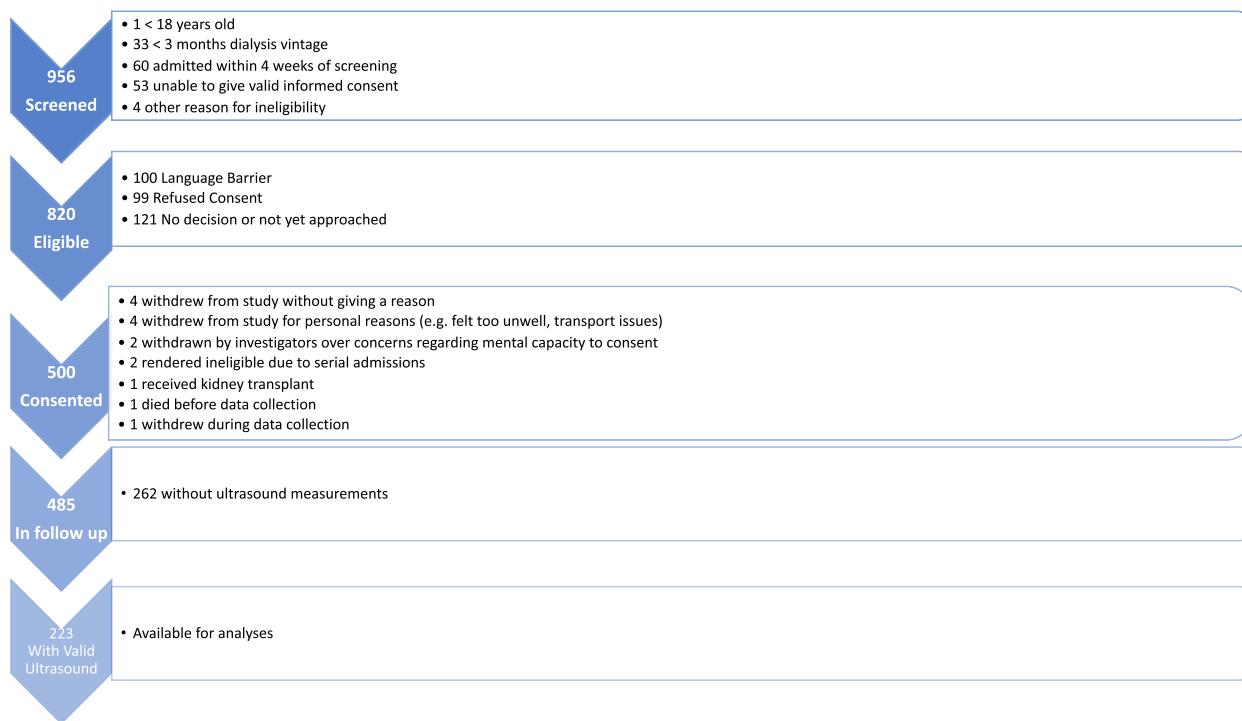 956
Screened
• 1 < 18 years old
• 33 < 3 months dialysis vintage
• 60 admitted within 4 weeks of screening
• 53 unable to give valid informed consent
• 4 other reason for ineligibility
820
Eligible
• 100 Language Barrier
• 99 Refused Consent
• 121 No decision or not yet approached
500
Consented
• 4 withdrew from study without giving a reason
• 4 withdrew from study for personal reasons (e.g. felt too unwell, transport issues)
• 2 withdrawn by investigators over concerns regarding mental capacity to consent
• 2 rendered ineligible due to serial admissions
• 1 received kidney transplant
• 1 died before data collection
• 1 withdrew during data collection
485
In follow up
• 262 without ultrasound measurements
223
With Valid
Ultrasound
• Available for analyses